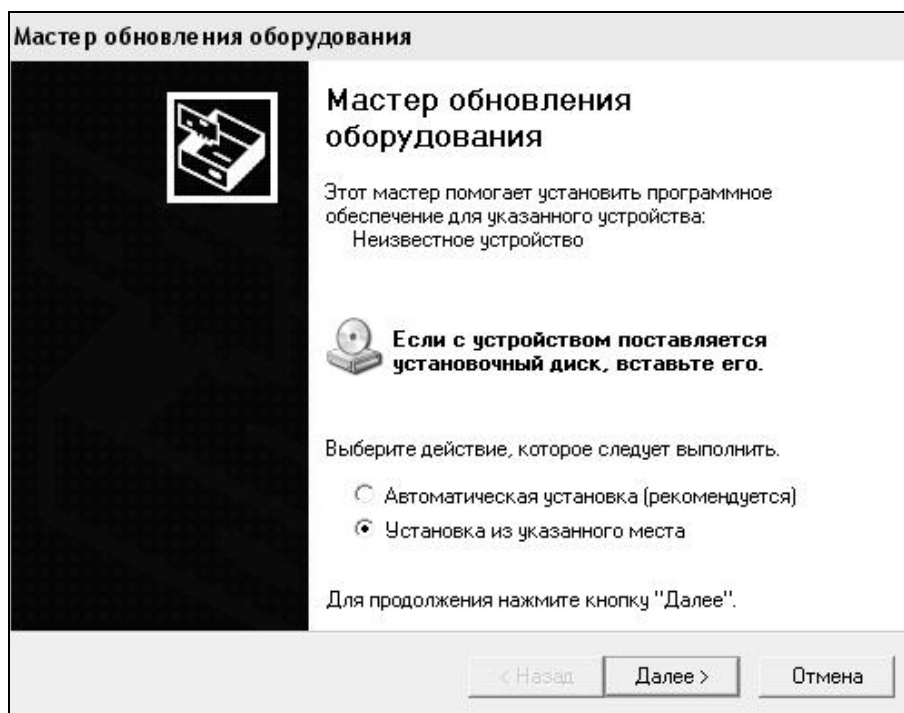 Мастер обновления оборудования
Мастер обновления
оборудования
Этот мастер помогает установить программное
обеспечение для указанного устройства:
Неизвестное устройство
Если с устройством поставляется
установочный диск, вставьте его.
Выберите действие, которое следует выполнить.
Автоматическая установка (рекомендуется)
Установка из указанного места
Для продолжения нажмите кнопку "Далее".
< Назад
Далее >
Отмена